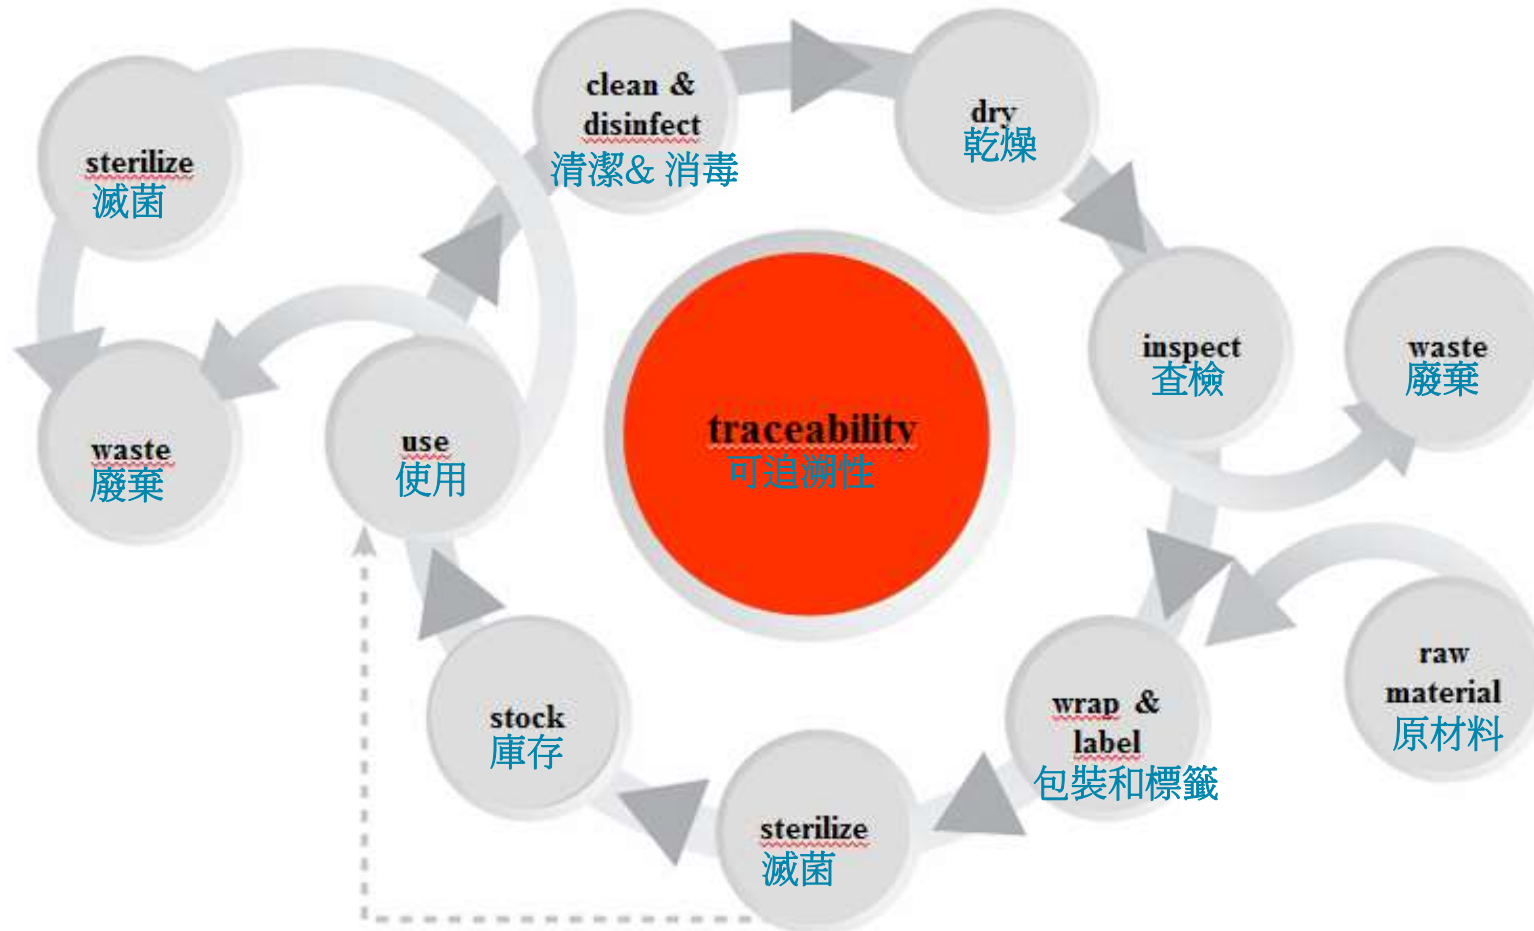 clean &
disinfect
清潔& 消毒
dry
乾燥
sterilize
滅菌
inspect
查檢
waste
廢棄
traceability
可追溯性
use
使用
waste
廢棄
raw
material
原材料
wrap &
label
包裝和標籤
stock
庫存
sterilize
滅菌